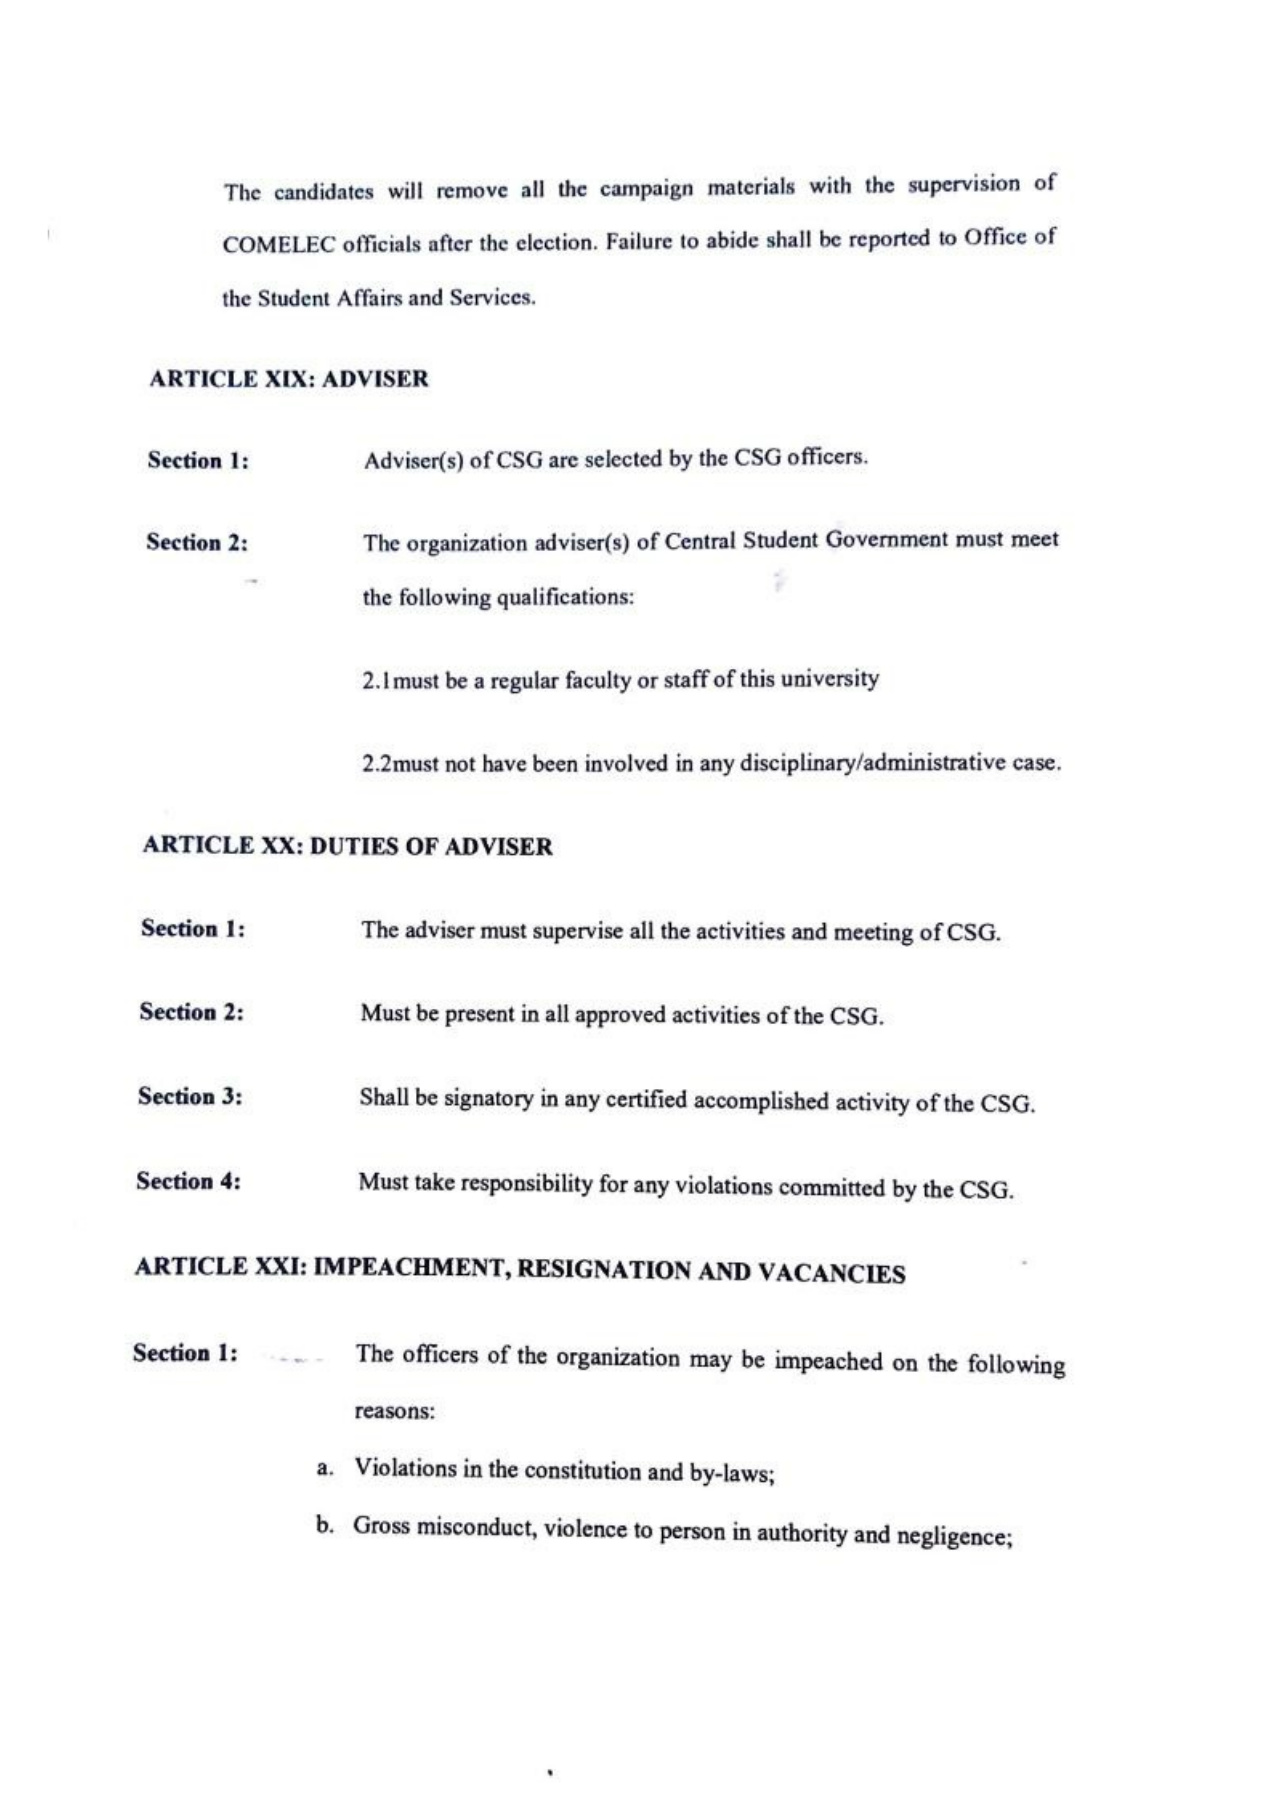 The candidates will remove all the campaign materials with the supervision of
COMELEC officials after the election. Failure to abide shall be reported to Office of
the Student Affairs and Services.
ARTICLE XIX: ADVISER
Section 1: Adviser(s) of CSG are selected by the CSG officers.
Section 2: The organization adviser(s) of Central Student Government must meet
the following qualifications:
2.1must be a regular faculty or staff of this university
2.2must not have been involved in any disciplinary/administrative case.
ARTICLE XX: DUTIES OF ADVISER
Section 1: The adviser must supervise all the activities and meeting of CSG.
Section 2: Must be present in all approved activities of the CSG.
Section 3: Shall be signatory in any certified accomplished activity of the CSG.
Section 4: Must take responsibility for any violations committed by the CSG.
ARTICLE XXI: IMPEACHMENT, RESIGNATION AND VACANCIES
Section 1: The officers of the organization may be impeached on the following
reasons:
a. Violations in the constitution and by-laws;
b. Gross misconduct, violence to person in authority and negligence;